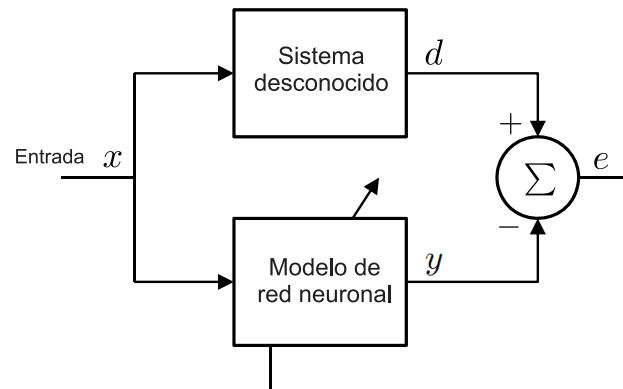 Sistema
desconocido
d
+
Entrada x
Σ
e
−
Modelo de
red neuronal
y